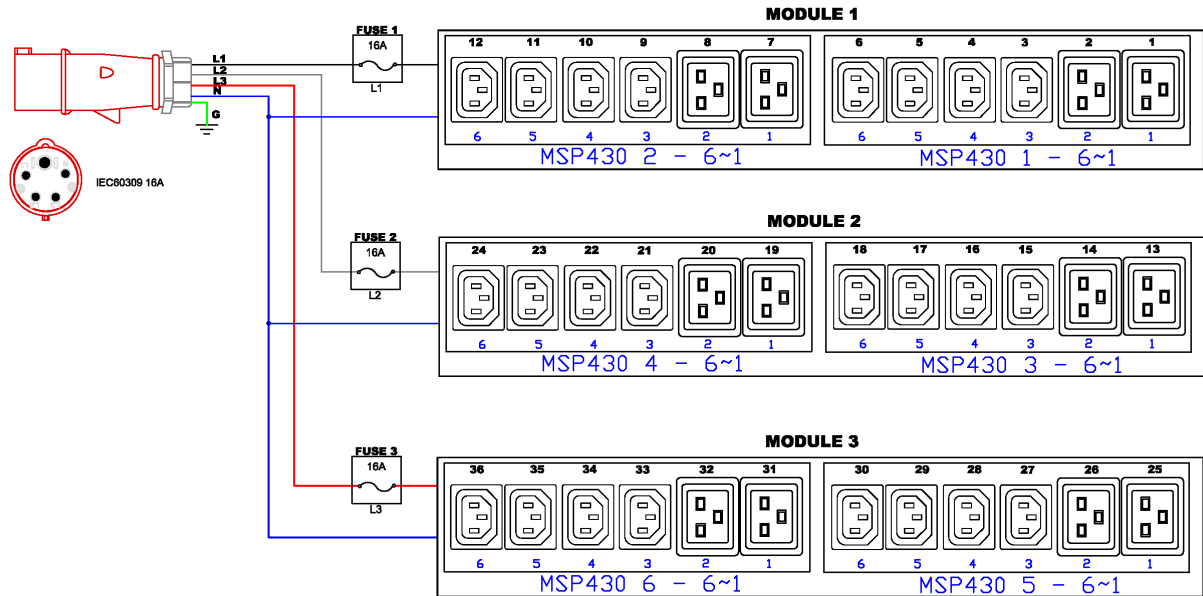 MODULE 1
FUSE 1
16A
L1
L1
L2
L3
N
G
IEC60309 16A
12 11 10 9 8 7 6 5 4 3 2 1
6 5 4 3 2 1 6 5 4 3 2 1
MSP430 2 - 6~1 MSP430 1 - 6~1
MODULE 2
FUSE 2
16A
L2
24 23 22 21 20 19 18 17 16 15 14 13
6 5 4 3 2 1 6 5 4 3 2 1
MSP430 4 - 6~1 MSP430 3 - 6~1
MODULE 3
FUSE 3
16A
L3
36 35 34 33 32 31 30 29 28 27 26 25
6 5 4 3 2 1 6 5 4 3 2 1
MSP430 6 - 6~1 MSP430 5 - 6~1